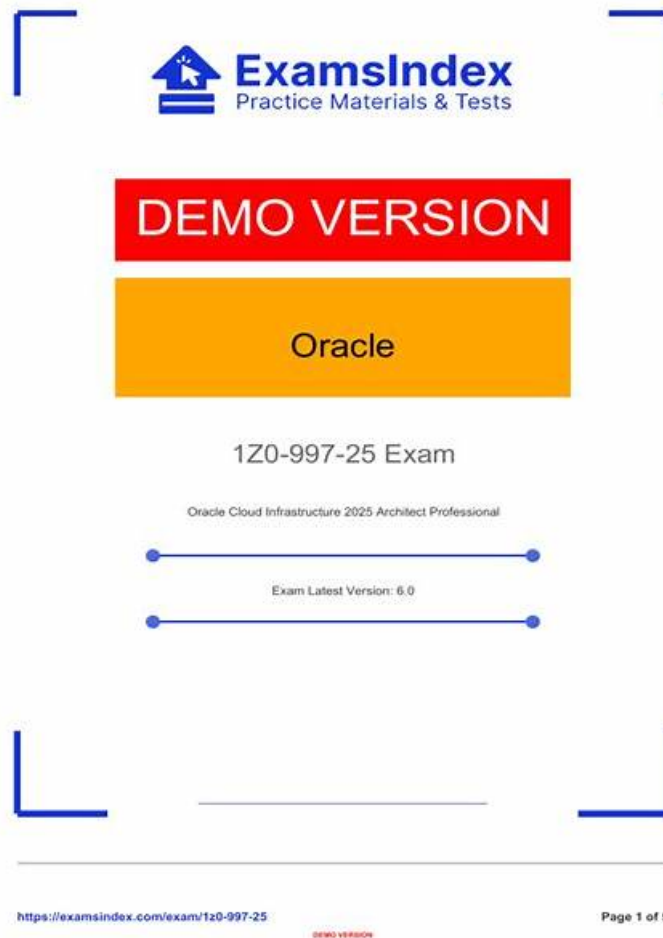 ExamsIndex
Practice Materials & Tests
DEMO VERSION
Oracle
1Z0-997-25 Exam
Oracle Cloud Infrastructure 2025 Architect Professional
Exam Latest Version: 6.0
https://examsindex.com/exam/1z0-997-25
Page 1 of
DEMO VERSION